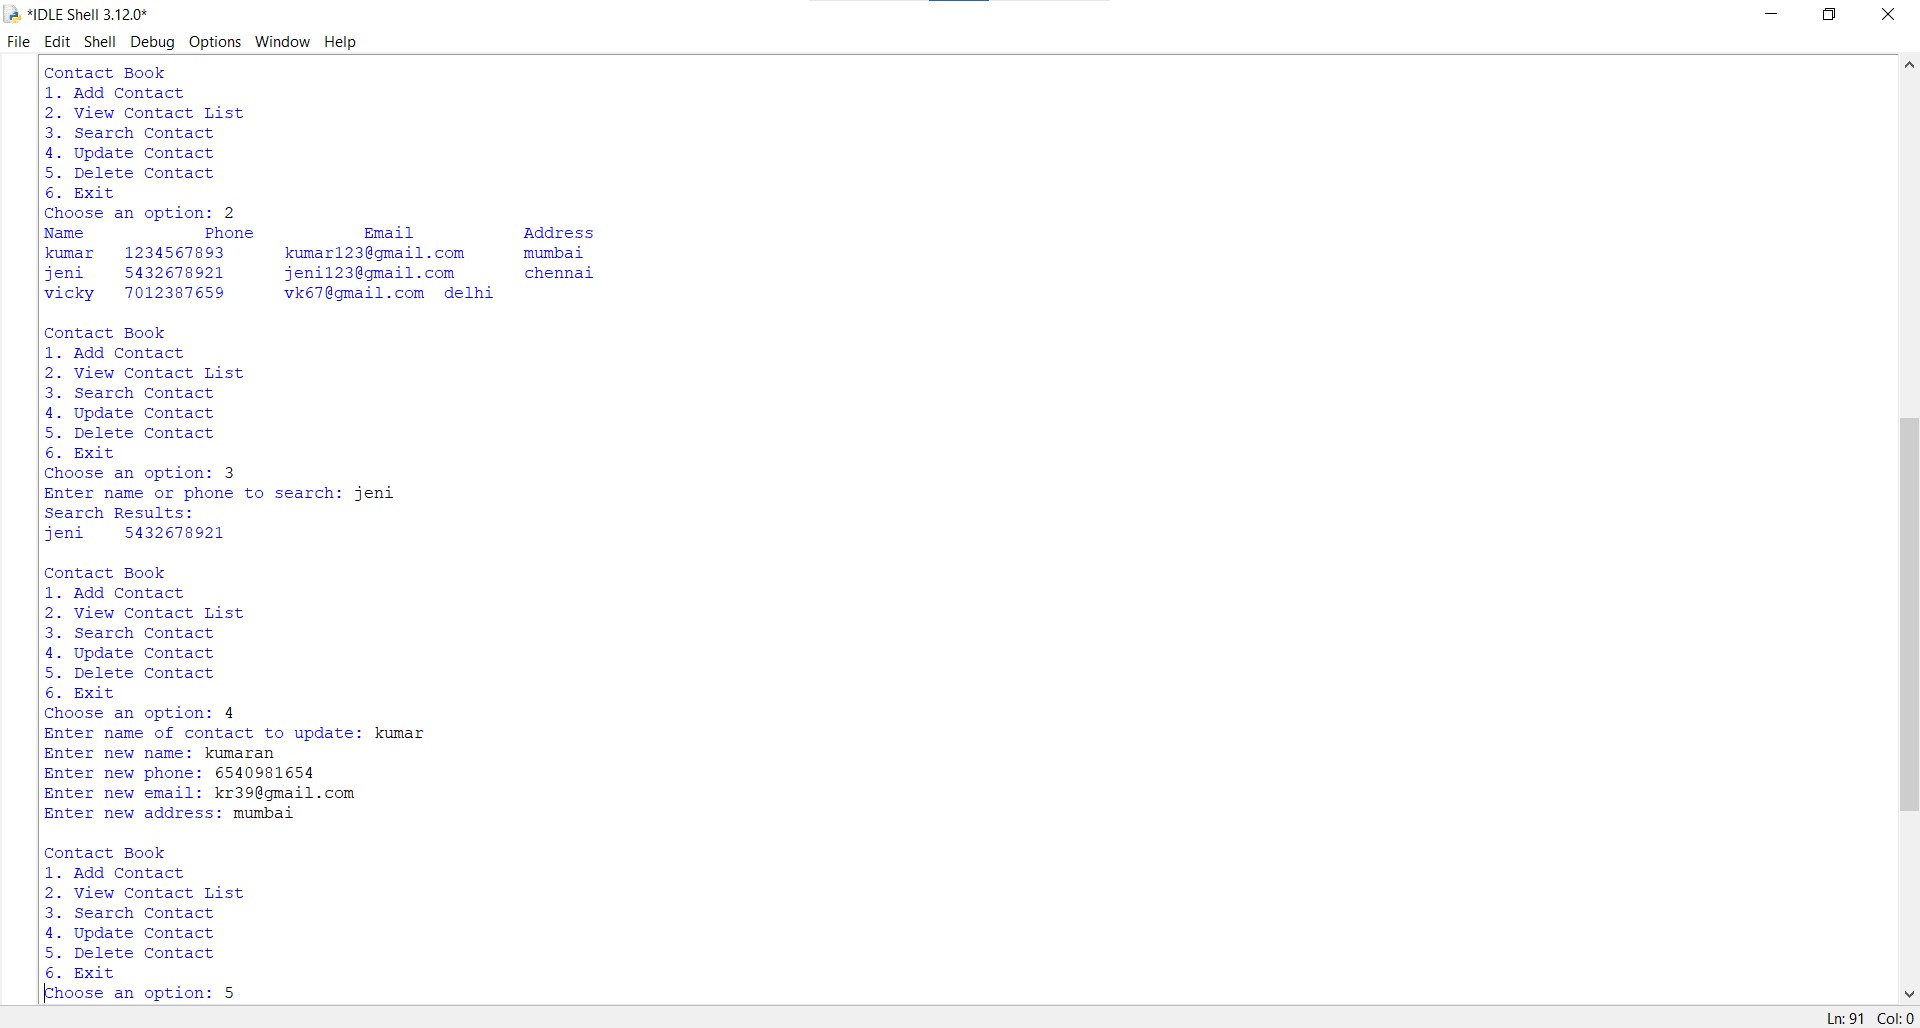 *IDLE Shell 3.12.0*
File Edit Shell Debug Options Window Help
Contact Book
1. Add Contact
2. View Contact List
3. Search Contact
4. Update Contact
5. Delete Contact
6. Exit
Choose an option: 2
Name Phone Email Address
kumar 1234567893 kumar123@gmail.com mumbai
jeni 5432678921 jeni123@gmail.com chennai
vicky 7012387659 vk67@gmail.com delhi
Contact Book
1. Add Contact
2. View Contact List
3. Search Contact
4. Update Contact
5. Delete Contact
6. Exit
Choose an option: 3
Enter name or phone to search: jeni
Search Results:
jeni 5432678921
Contact Book
1. Add Contact
2. View Contact List
3. Search Contact
4. Update Contact
5. Delete Contact
6. Exit
Choose an option: 4
Enter name of contact to update: kumar
Enter new name: kumaran
Enter new phone: 6540981654
Enter new email: kr39@gmail.com
Enter new address: mumbai
Contact Book
1. Add Contact
2. View Contact List
3. Search Contact
4. Update Contact
5. Delete Contact
6. Exit
Choose an option: 5
Ln: 91 Col: 0